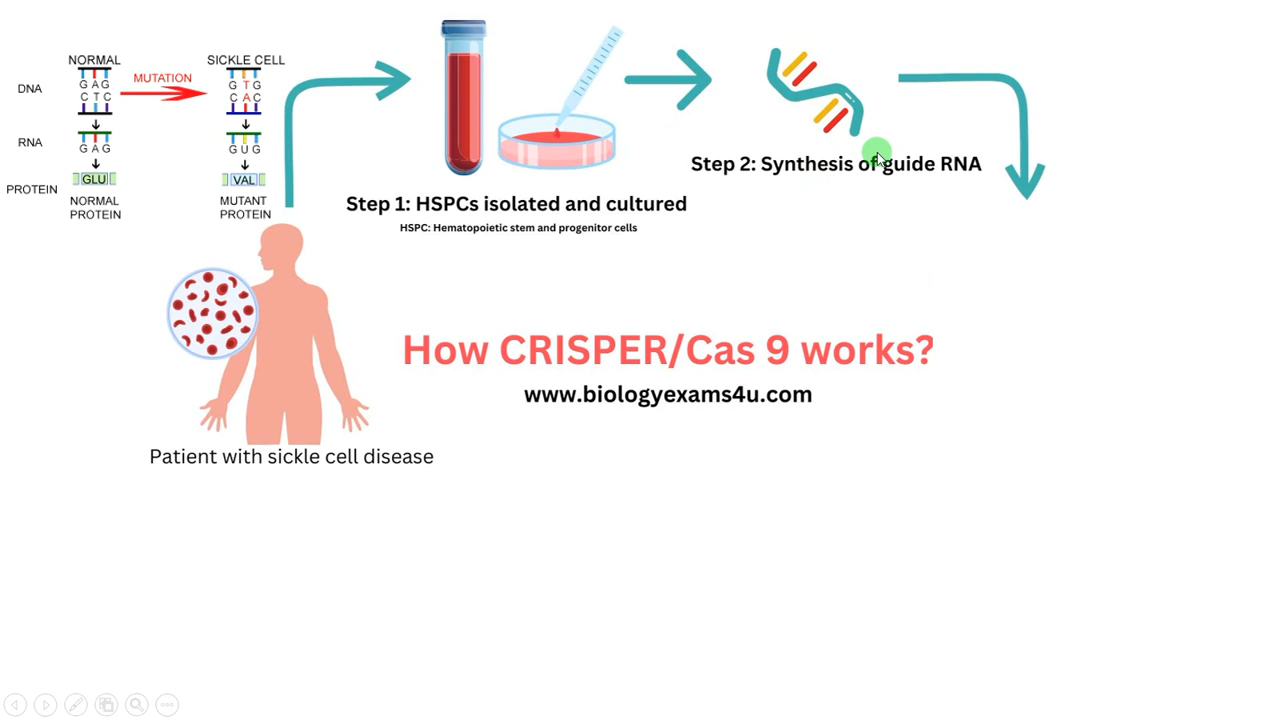 NORMAL
SICKLE CELL
MUTATION
DNA
G A G
C T C
G T G
C A C
RNA
G A G
G U G
PROTEIN
GLU
VAL
NORMAL
PROTEIN
MUTANT
PROTEIN
Step 1: HSPCs isolated and cultured
HSPC: Hematopoietic stem and progenitor cells
Step 2: Synthesis of guide RNA
How CRISPER/Cas 9 works?
www.biologyexams4u.com
Patient with sickle cell disease